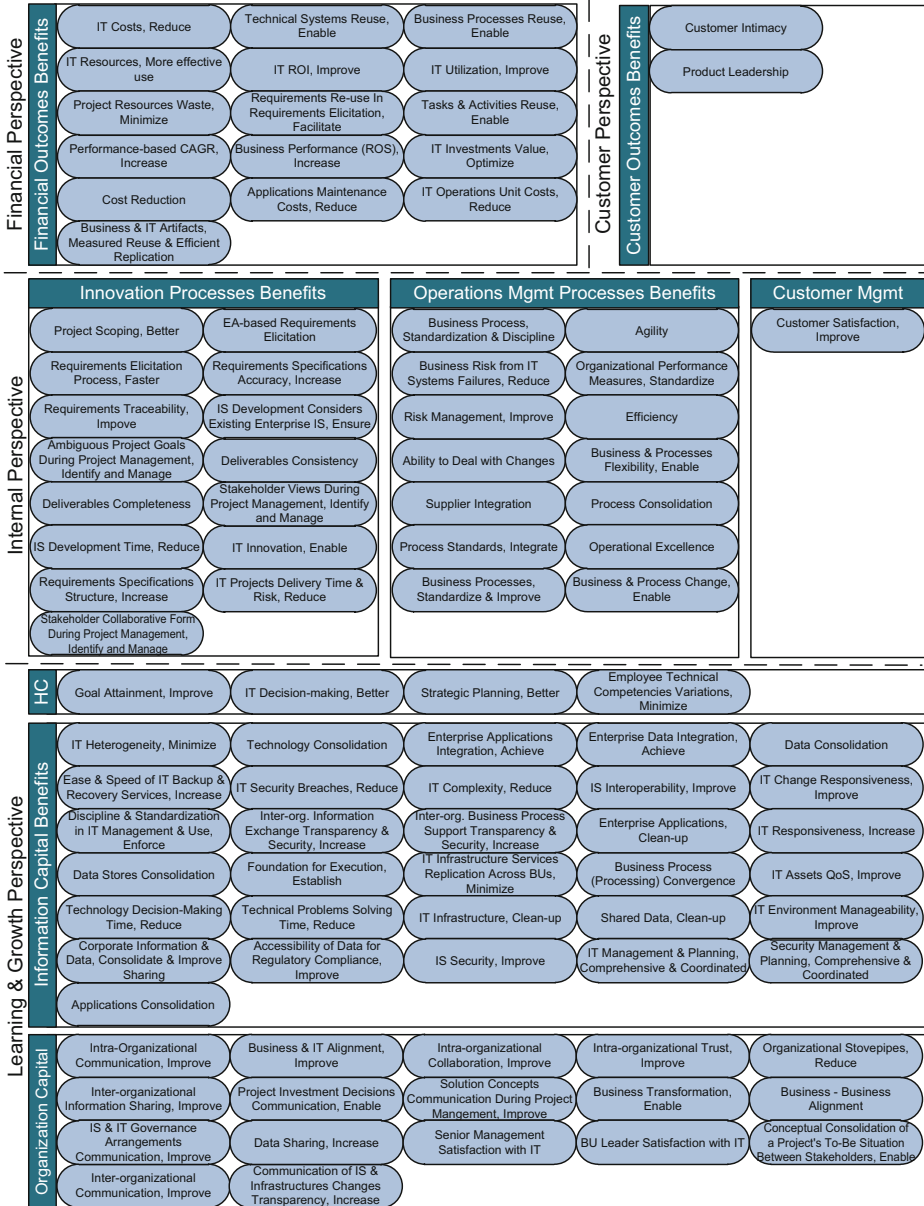 Financial Perspective
Financial Outcomes Benefits
IT Costs, Reduce
Technical Systems Reuse,
Enable
Business Processes Reuse,
Enable
IT Resources, More effective
use
IT ROI, Improve
IT Utilization, Improve
Project Resources Waste,
Minimize
Requirements Re-use In
Requirements Elicitation,
Facilitate
Tasks & Activities Reuse,
Enable
Performance-based CAGR,
Increase
Business Performance (ROS),
Increase
IT Investments Value,
Optimize
Cost Reduction
Applications Maintenance
Costs, Reduce
IT Operations Unit Costs,
Reduce
Business & IT Artifacts,
Measured Reuse & Efficient
Replication
Customer Perspective
Customer Outcomes Benefits
Customer Intimacy
Product Leadership
Internal Perspective
Innovation Processes Benefits
Project Scoping, Better
EA-based Requirements
Elicitation
Requirements Elicitation
Process, Faster
Requirements Specifications
Accuracy, Increase
Requirements Traceability,
Impove
IS Development Considers
Existing Enterprise IS, Ensure
Ambiguous Project Goals
During Project Management,
Identify and Manage
Deliverables Consistency
Deliverables Completeness
Stakeholder Views During
Project Management, Identify
and Manage
IS Development Time, Reduce
IT Innovation, Enable
Requirements Specifications
Structure, Increase
IT Projects Delivery Time &
Risk, Reduce
Stakeholder Collaborative Form
During Project Management,
Identify and Manage
Operations Mgmt Processes Benefits
Business Process,
Standardization & Discipline
Agility
Business Risk from IT
Systems Failures, Reduce
Organizational Performance
Measures, Standardize
Risk Management, Improve
Efficiency
Ability to Deal with Changes
Business & Processes
Flexibility, Enable
Supplier Integration
Process Consolidation
Process Standards, Integrate
Operational Excellence
Business Processes,
Standardize & Improve
Business & Process Change,
Enable
Customer Mgmt
Customer Satisfaction,
Improve
Learning & Growth Perspective
HC
Goal Attainment, Improve
IT Decision-making, Better
Strategic Planning, Better
Employee Technical
Competencies Variations,
Minimize
Information Capital Benefits
IT Heterogeneity, Minimize
Technology Consolidation
Enterprise Applications
Integration, Achieve
Enterprise Data Integration,
Achieve
Data Consolidation
Ease & Speed of IT Backup &
Recovery Services, Increase
IT Security Breaches, Reduce
IT Complexity, Reduce
IS Interoperability, Improve
IT Change Responsiveness,
Improve
Discipline & Standardization
in IT Management & Use,
Enforce
Inter-org. Information
Exchange Transparency &
Security, Increase
Inter-org. Business Process
Support Transparency &
Security, Increase
Enterprise Applications,
Clean-up
IT Responsiveness, Increase
Data Stores Consolidation
Foundation for Execution,
Establish
IT Infrastructure Services
Replication Across BUs,
Minimize
Business Process
(Processing) Convergence
IT Assets QoS, Improve
Technology Decision-Making
Time, Reduce
Technical Problems Solving
Time, Reduce
IT Infrastructure, Clean-up
Shared Data, Clean-up
IT Environment Manageability,
Improve
Corporate Information &
Data, Consolidate & Improve
Sharing
Accessibility of Data for
Regulatory Compliance,
Improve
IS Security, Improve
IT Management & Planning,
Comprehensive & Coordinated
Security Management &
Planning, Comprehensive &
Coordinated
Applications Consolidation
Organization Capital
Intra-Organizational
Communication, Improve
Business & IT Alignment,
Improve
Intra-organizational
Collaboration, Improve
Intra-organizational Trust,
Improve
Organizational Stovepipes,
Reduce
Inter-organizational
Information Sharing, Improve
Project Investment Decisions
Communication, Enable
Solution Concepts
Communication During Project
Mangement, Improve
Business Transformation,
Enable
Business - Business
Alignment
IS & IT Governance
Arrangements
Communication, Improve
Data Sharing, Increase
Senior Management
Satisfaction with IT
BU Leader Satisfaction with IT
Conceptual Consolidation of
a Project's To-Be Situation
Between Stakeholders, Enable
Inter-organizational
Communication, Improve
Communication of IS &
Infrastructures Changes
Transparency, Increase